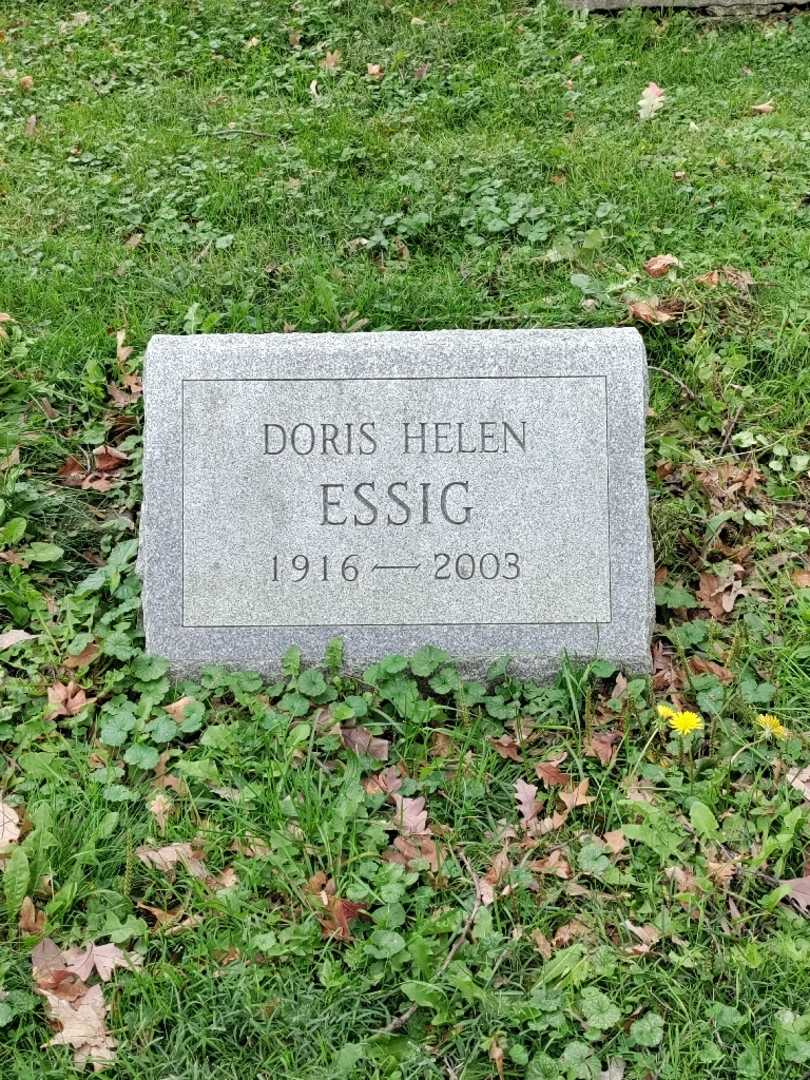 DORIS HELEN
ESSIG
1916 — 2003